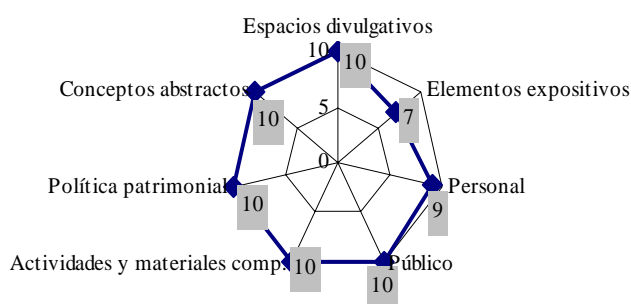 Espacios divulgativos
10
10
Conceptos abstractos
Elementos expositivos
10
7
5
0
Política patrimonial
Personal
10
9
Actividades y materiales comp.
10
Público
10